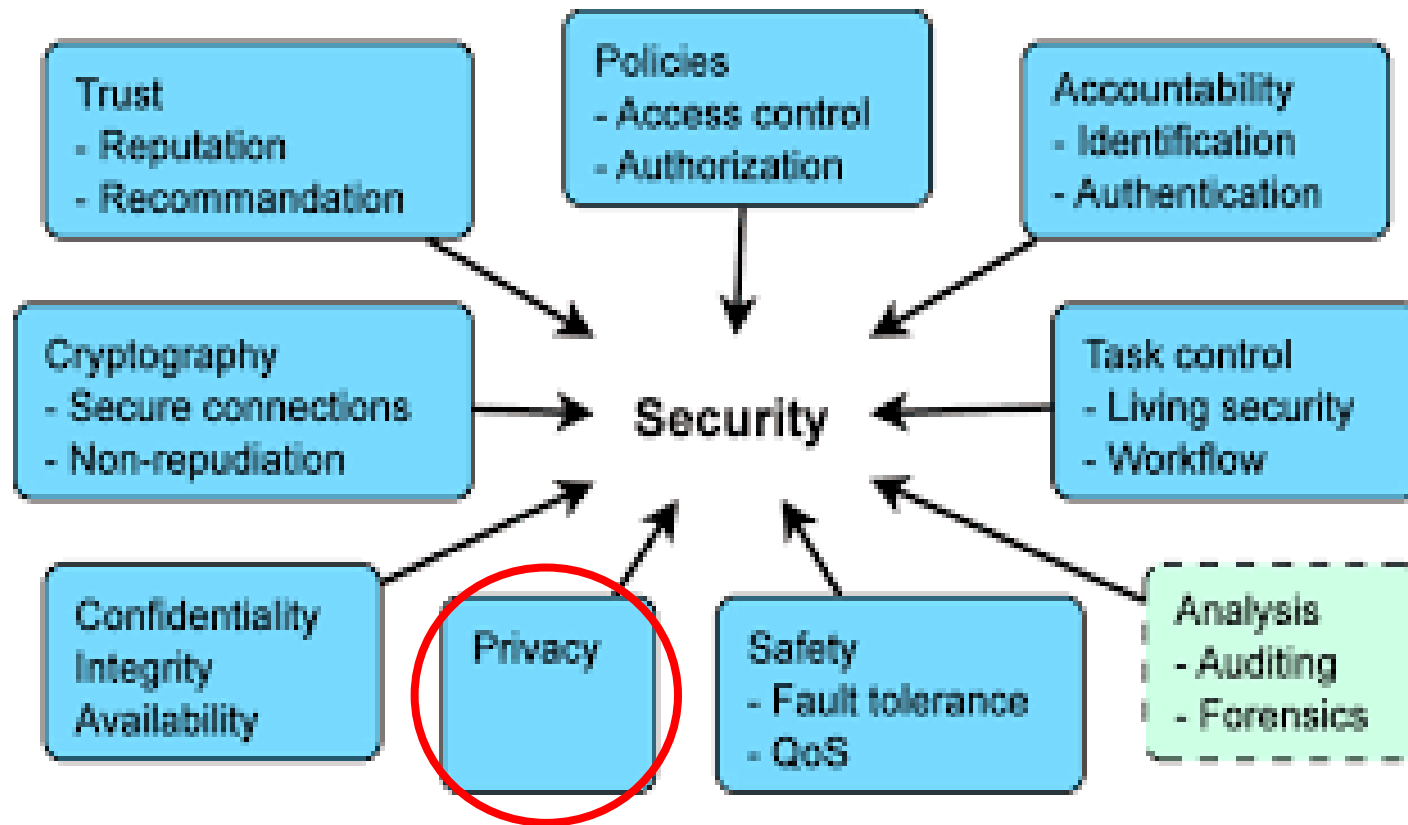 Trust
- Reputation
- Recommandation
Policies
- Access control
- Authorization
Accountability
- Identification
- Authentication
Cryptography
- Secure connections
- Non-repudiation
Security
Task control
- Living security
- Workflow
Confidentiality
Integrity
Availability
Privacy
Safety
- Fault tolerance
- QoS
Analysis
- Auditing
- Forensics